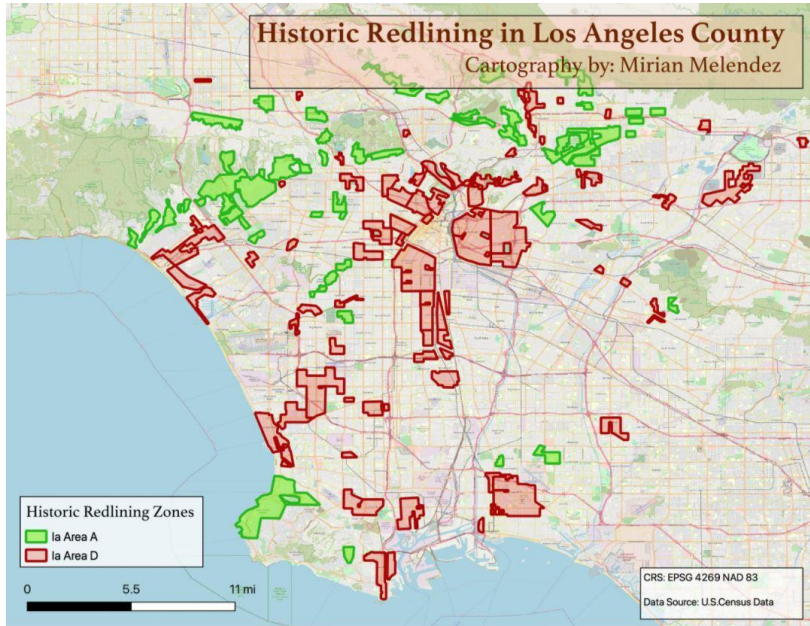 Historic Redlining in Los Angeles County
Cartography by: Mirian Melendez
Historic Redlining Zones
la Area A
la Area D
0 5.5 11 mi
CRS: EPSG 4269 NAD 83
Data Source: U.S.Census Data